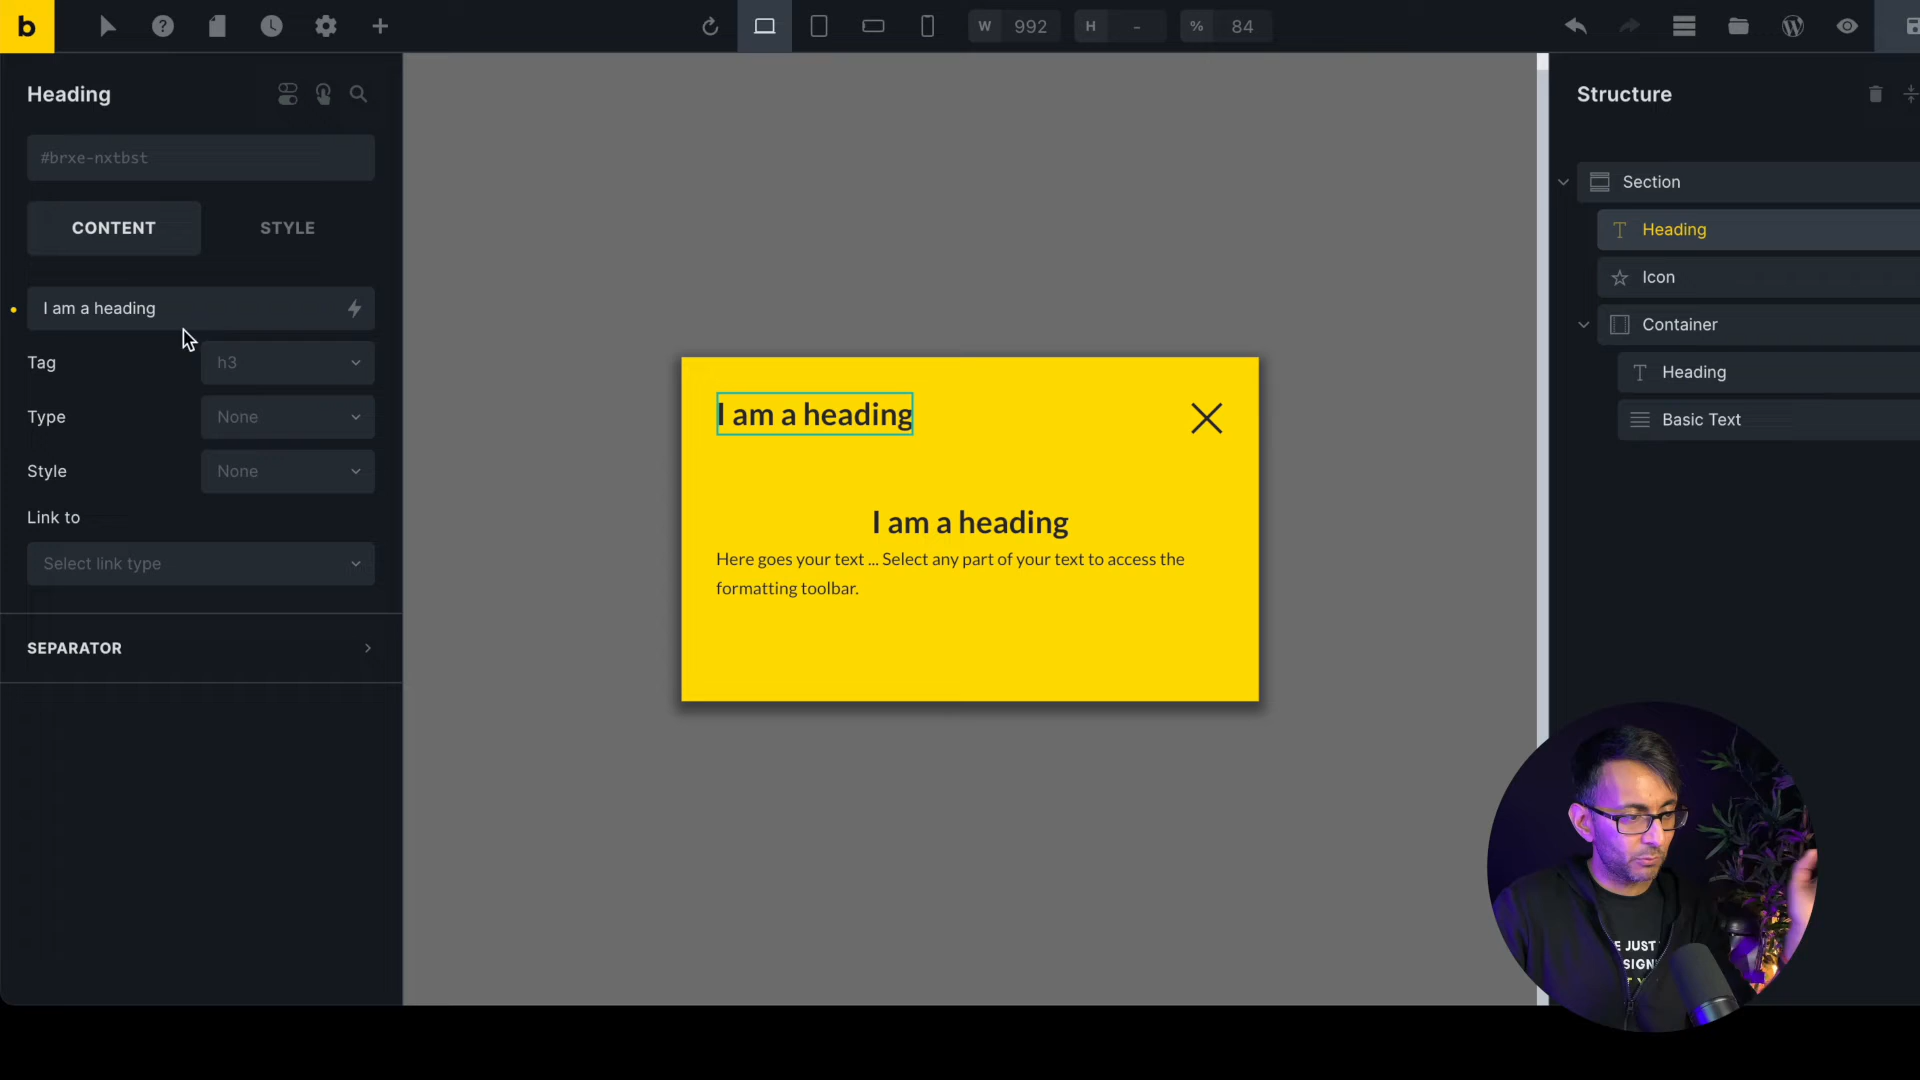 b
W 992 H - % 84
Heading
#brxe-nxtbst
CONTENT STYLE
I am a heading
Tag h3
Type None
Style None
Link to
Select link type
SEPARATOR
I am a heading
I am a heading
Here goes your text ... Select any part of your text to access the
formatting toolbar.
Structure
Section
Heading
Icon
Container
Heading
Basic Text
E JUST
SIGN